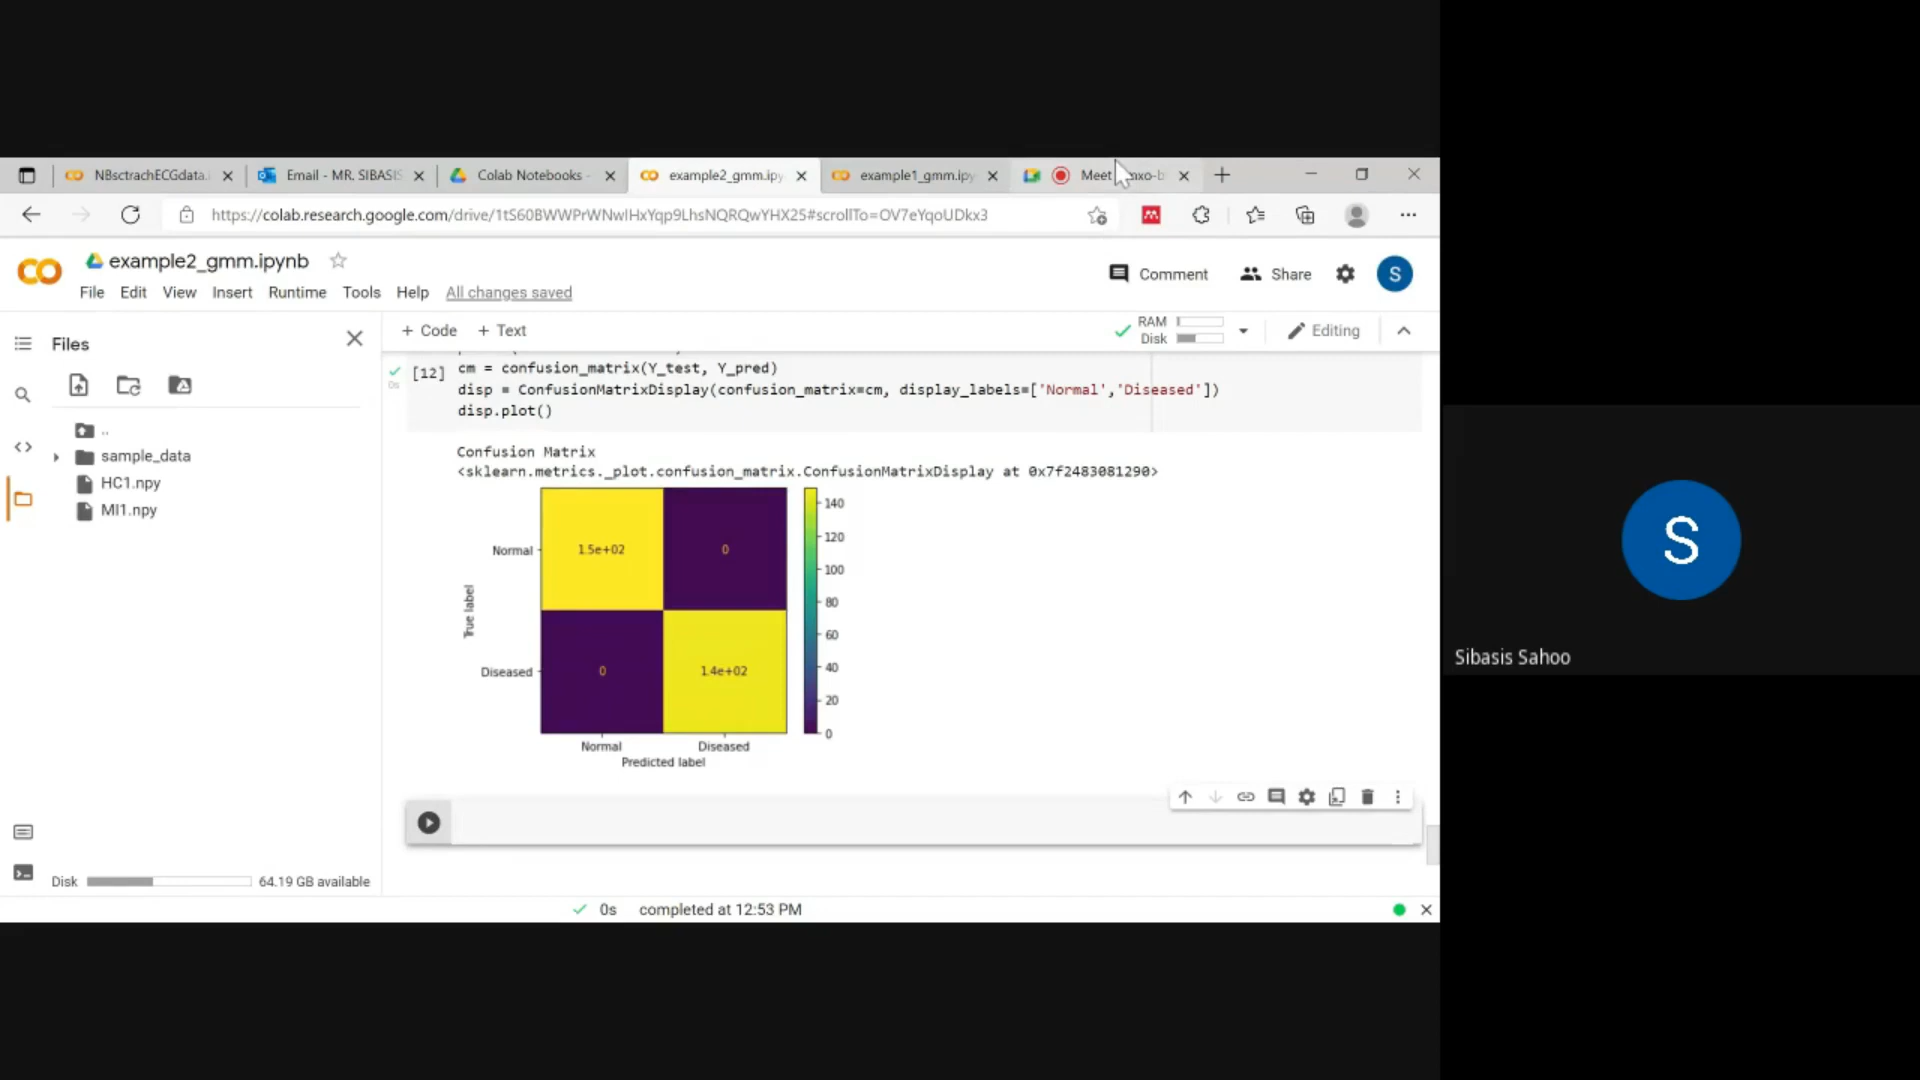 NBsctrachECGdata.
Email - MR. SIBASIS
Colab Notebooks -
example2_gmm.ipy
example1_gmm.ipy
Meet
https://colab.research.google.com/drive/1tS60BWWPrWNwIHxYqp9LhsNQRQwYHX25#scrollTo=OV7eYqoUDkx3
example2_gmm.ipynb
Comment
Share
S
File Edit View Insert Runtime Tools Help All changes saved
Files
+ Code + Text
RAM
Disk
Editing
..
sample_data
HC1.npy
MI1.npy
[12]
0s
cm = confusion_matrix(Y_test, Y_pred)
disp = ConfusionMatrixDisplay(confusion_matrix=cm, display_labels=['Normal','Diseased'])
disp.plot()
Confusion Matrix
<sklearn.metrics._plot.confusion_matrix.ConfusionMatrixDisplay at 0x7f2483081290>
Normal
Diseased
True label
1.5e+02 0
0 1.4e+02
Normal Diseased
Predicted label
140
120
100
80
60
40
20
0
Disk 64.19 GB available
0s completed at 12:53 PM
S
Sibasis Sahoo